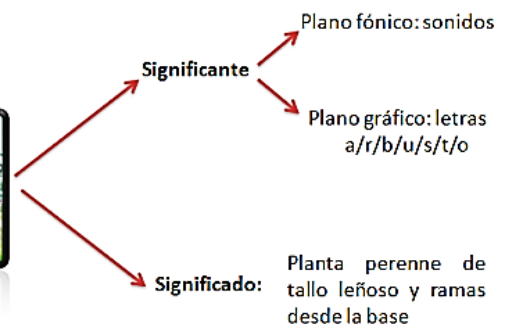 Plano fónico: sonidos
Significante
Plano gráfico: letras
a/r/b/u/s/t/o
Significado:
Planta perenne de
tallo leñoso y ramas
desde la base